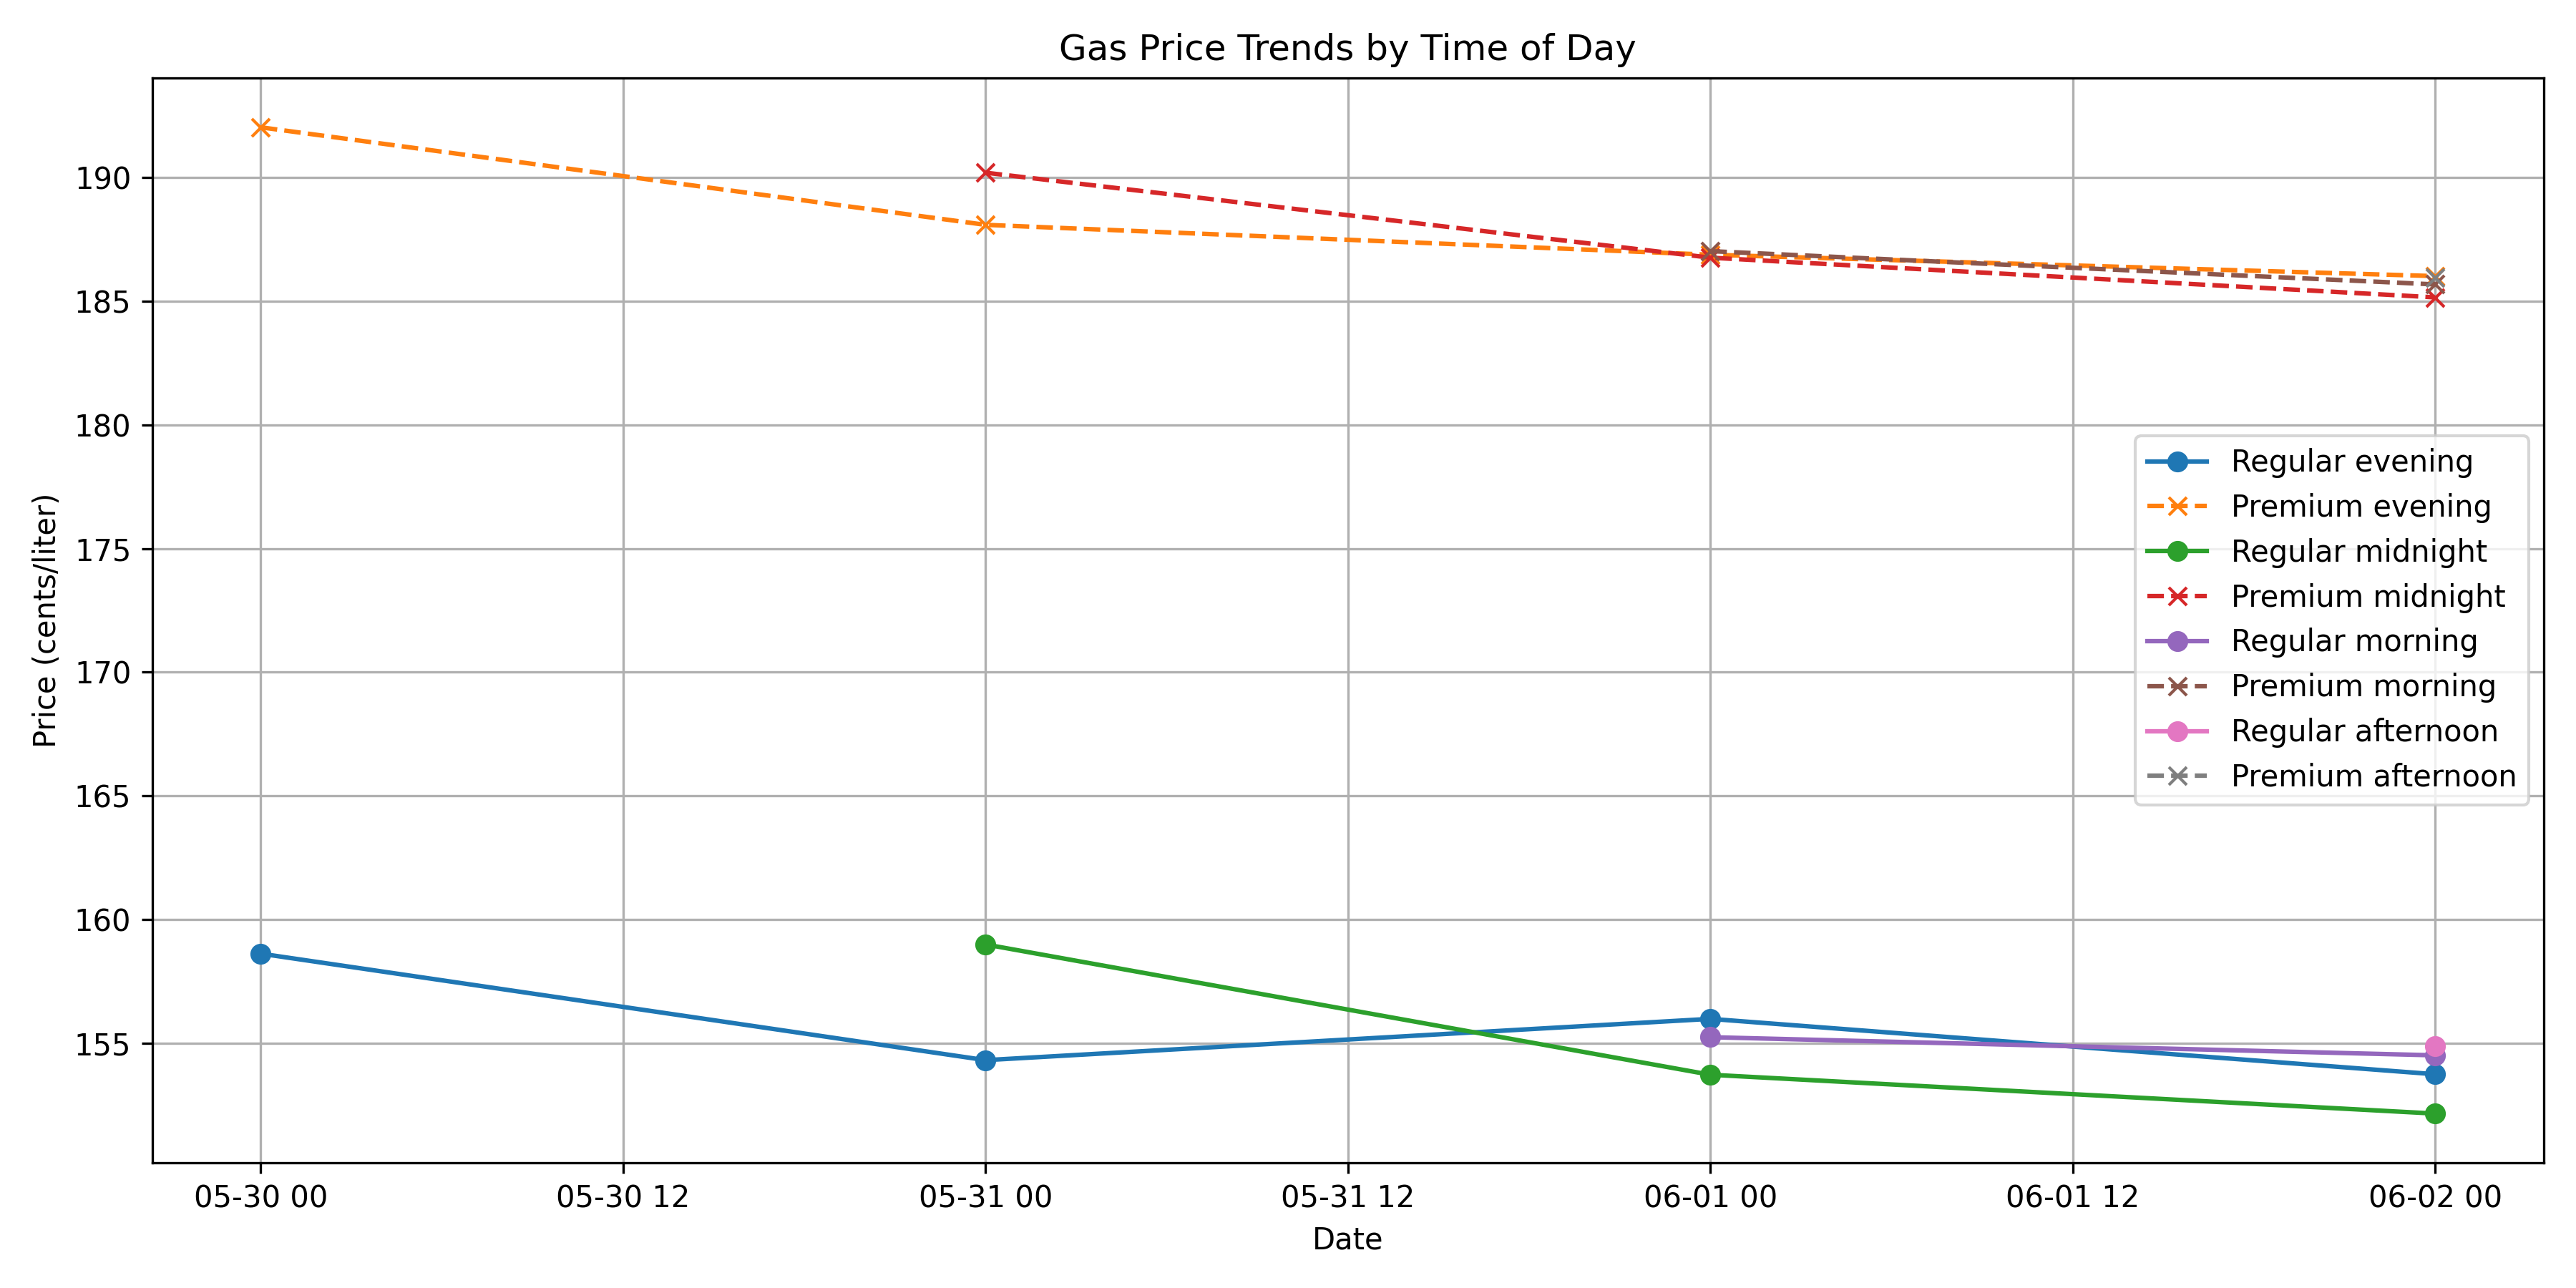 Gas Price Trends by Time of Day
Price (cents/liter)
190
185
180
175
170
165
160
155
Regular evening
Premium evening
Regular midnight
Premium midnight
Regular morning
Premium morning
Regular afternoon
Premium afternoon
05-30 00
05-30 12
05-31 00
05-31 12
06-01 00
06-01 12
06-02 00
Date